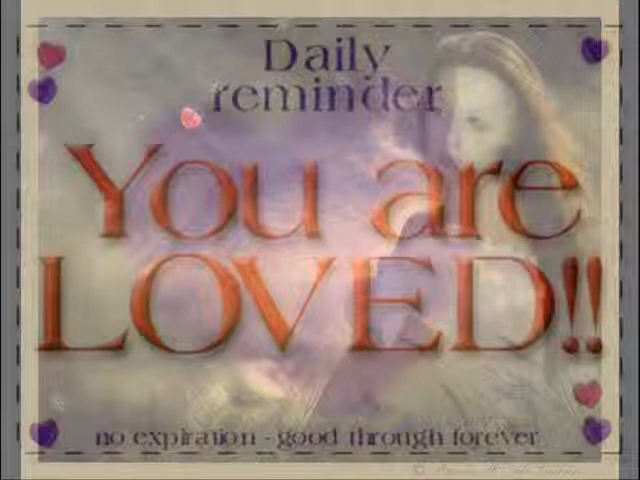 Daily
reminder
You are
LOVED!!
no expiration - good through forever